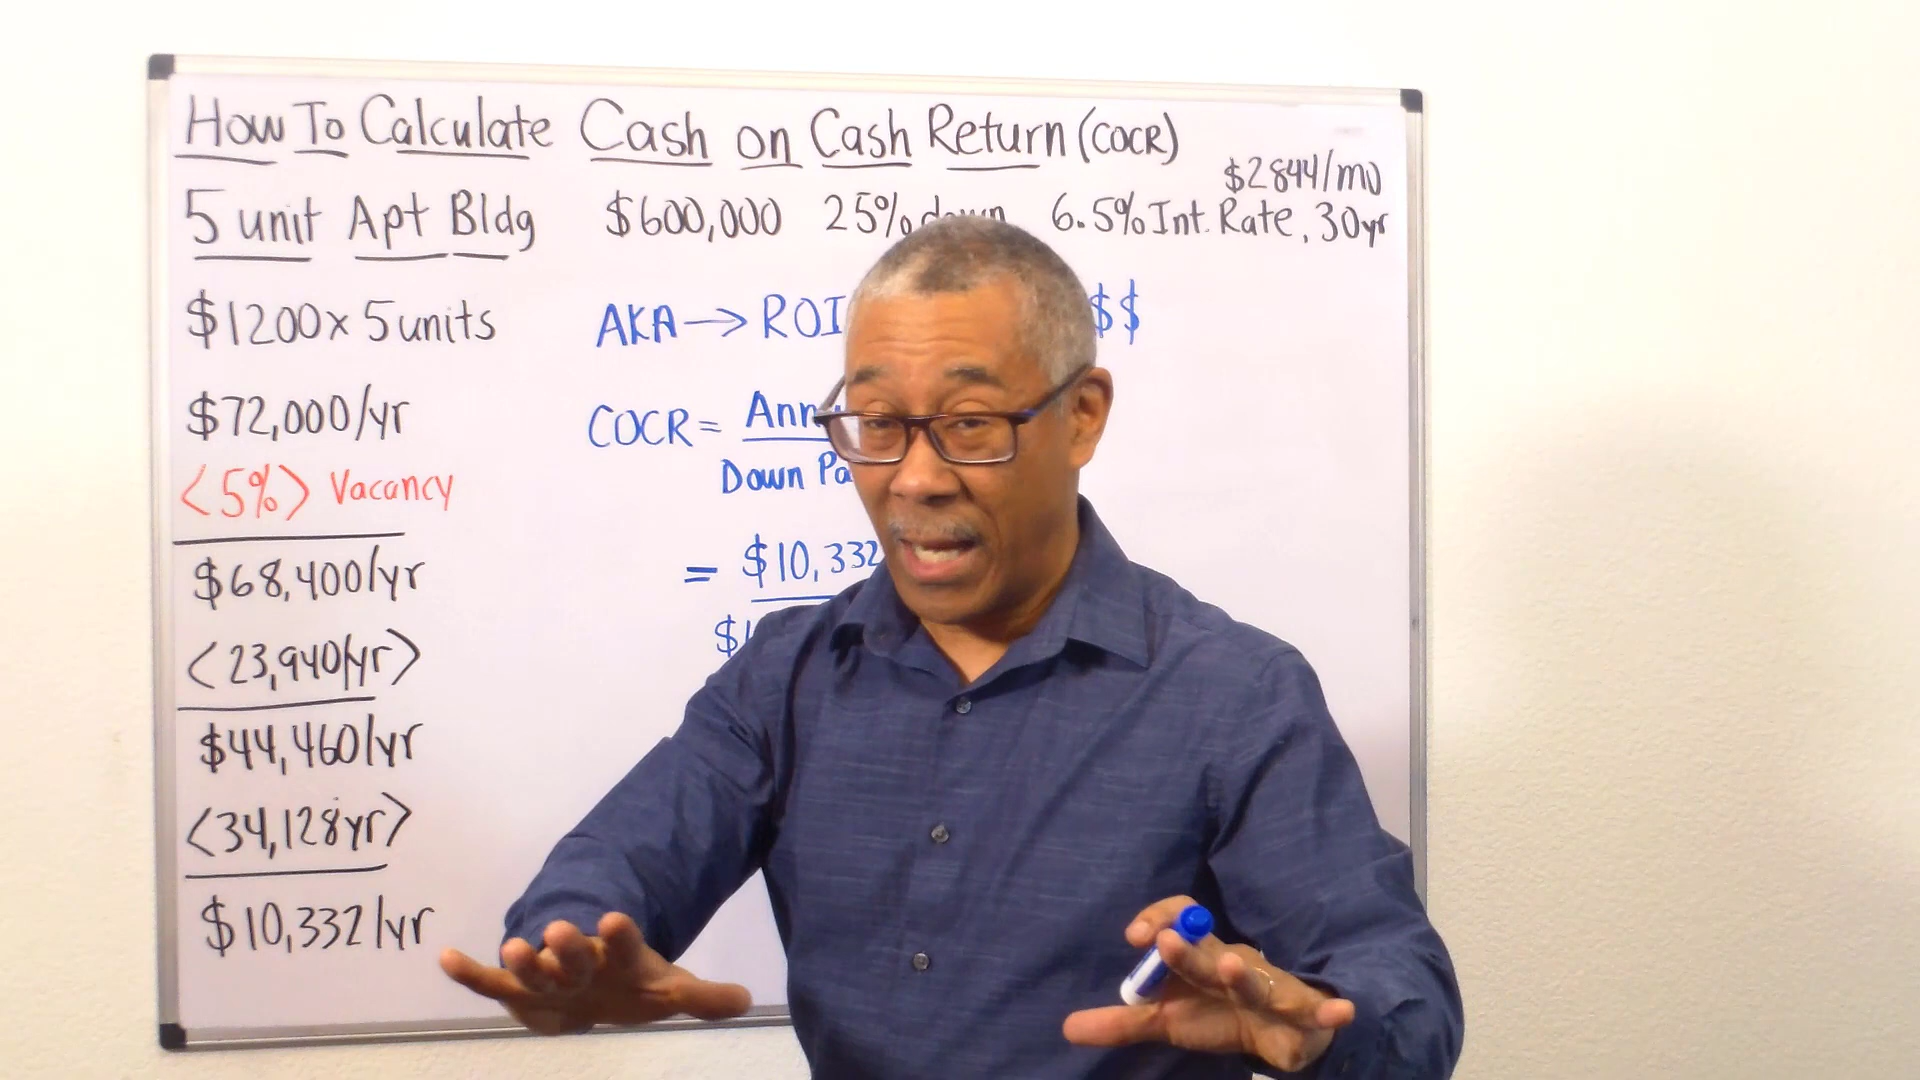 How To Calculate Cash on Cash Return (COCR)
$2844/mo
5 unit Apt Bldg $600,000 25% down 6.5% Int. Rate, 30yr
$1200 x 5 units
AKA → ROI $$
$72,000/yr
COCR =
Down
<5%> Vacancy
$68,400/yr
= $10,332
<23,940/yr>
$44,460/yr
<34,128yr>
$10,332/yr